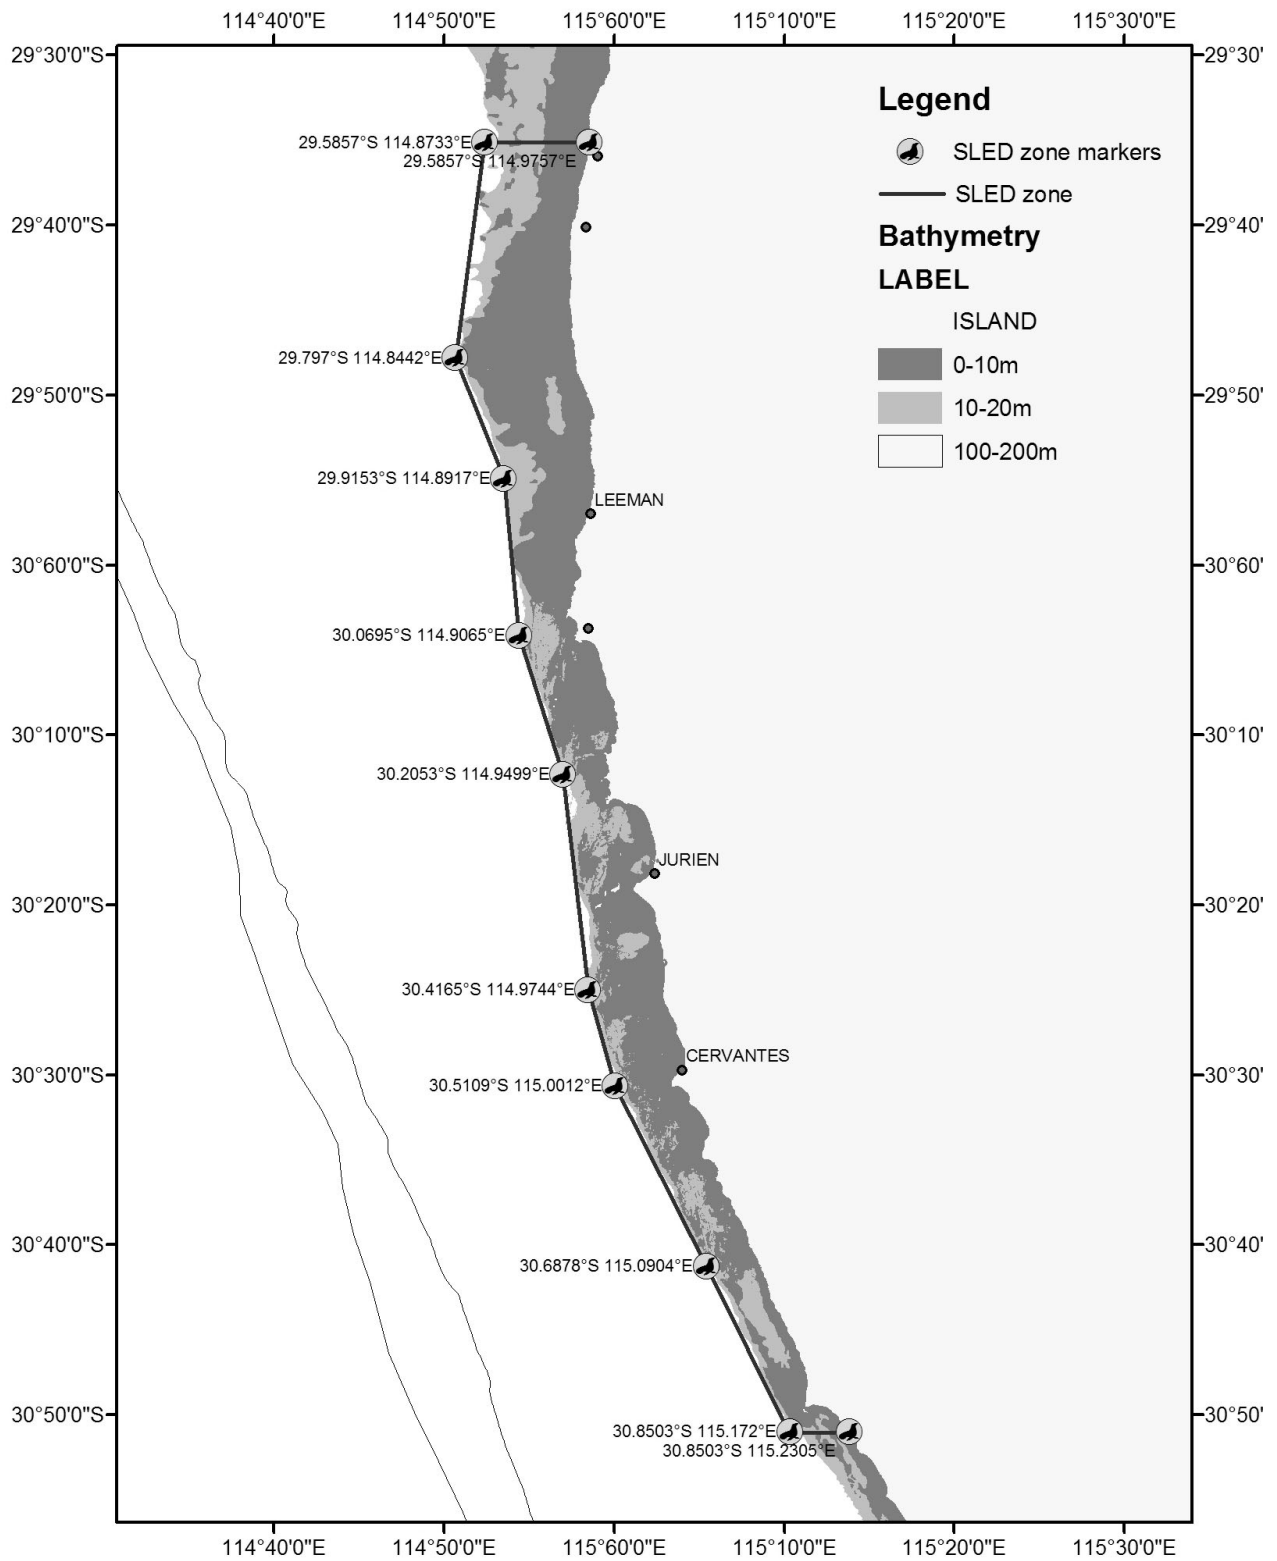 114°40'0"E 114°50'0"E 115°60'0"E 115°10'0"E 115°20'0"E 115°30'0"E
29°30'0"S 29°30'
Legend
SLED zone markers
SLED zone
Bathymetry
LABEL
ISLAND
0-10m
10-20m
100-200m
29.5857°S 114.8733°E
29.5857°S 114.9757°E
29°40'0"S 29°40'
29.797°S 114.8442°E
29°50'0"S 29°50'
29.9153°S 114.8917°E
LEEMAN
30°60'0"S 30°60'
30.0695°S 114.9065°E
30°10'0"S 30°10'
30.2053°S 114.9499°E
JURIEN
30°20'0"S 30°20'
30.4165°S 114.9744°E
CERVANTES
30°30'0"S 30°30'
30.5109°S 115.0012°E
30°40'0"S 30°40'
30.6878°S 115.0904°E
30°50'0"S 30°50'
30.8503°S 115.172°E
30.8503°S 115.2305°E
114°40'0"E 114°50'0"E 115°60'0"E 115°10'0"E 115°20'0"E 115°30'0"E